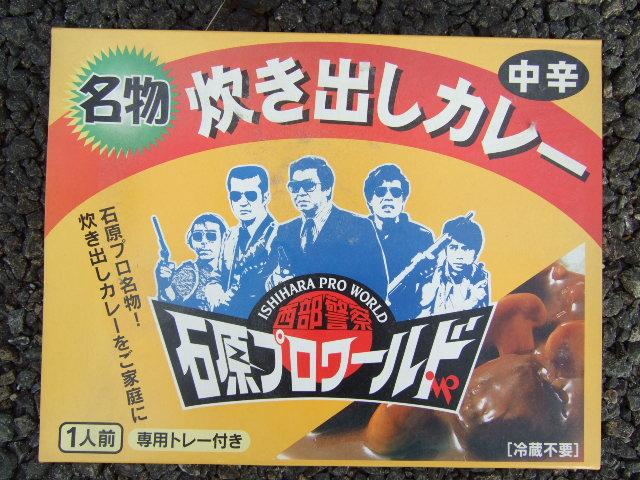 名物
炊き出しカレー
中辛
石原プロ名物!
炊き出しカレーをご家庭に
ISHIHARA PRO WORLD
西部警察
石原プロワールド
1人前
専用トレー付き
[冷蔵不要]